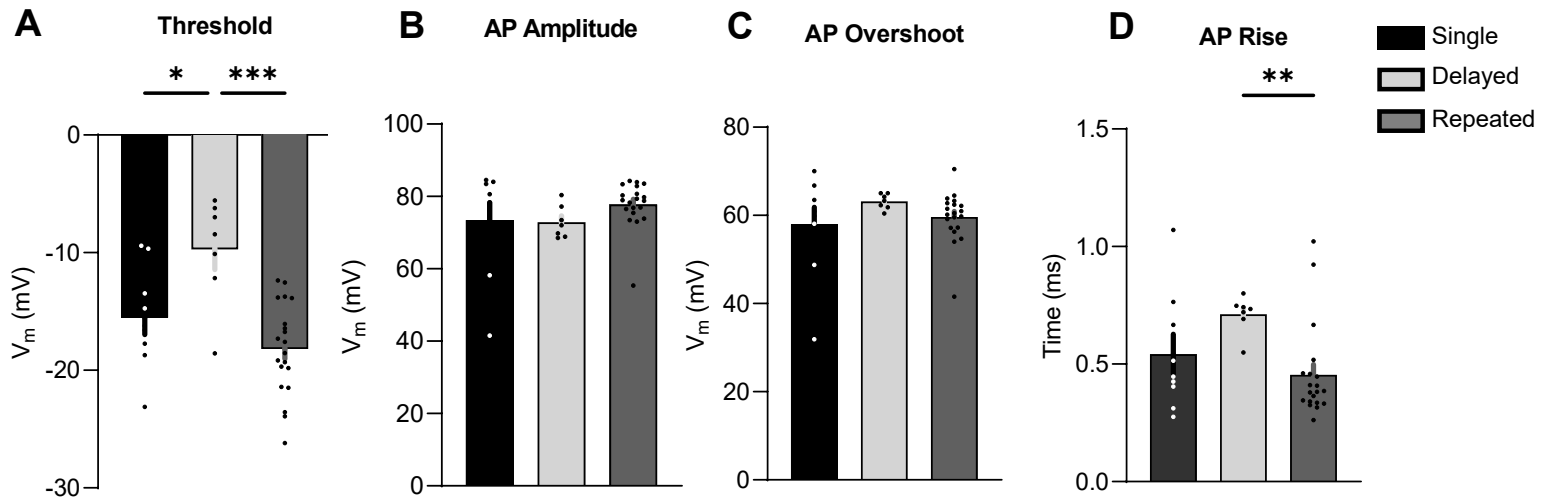 A
Threshold
* ***
0
-10
-20
-30
Vm (mV)
B
AP Amplitude
100
80
60
40
20
0
Vm (mV)
C
AP Overshoot
80
60
40
20
0
Vm (mV)
D
AP Rise
**
1.5
1.0
0.5
0.0
Time (ms)
Single
Delayed
Repeated